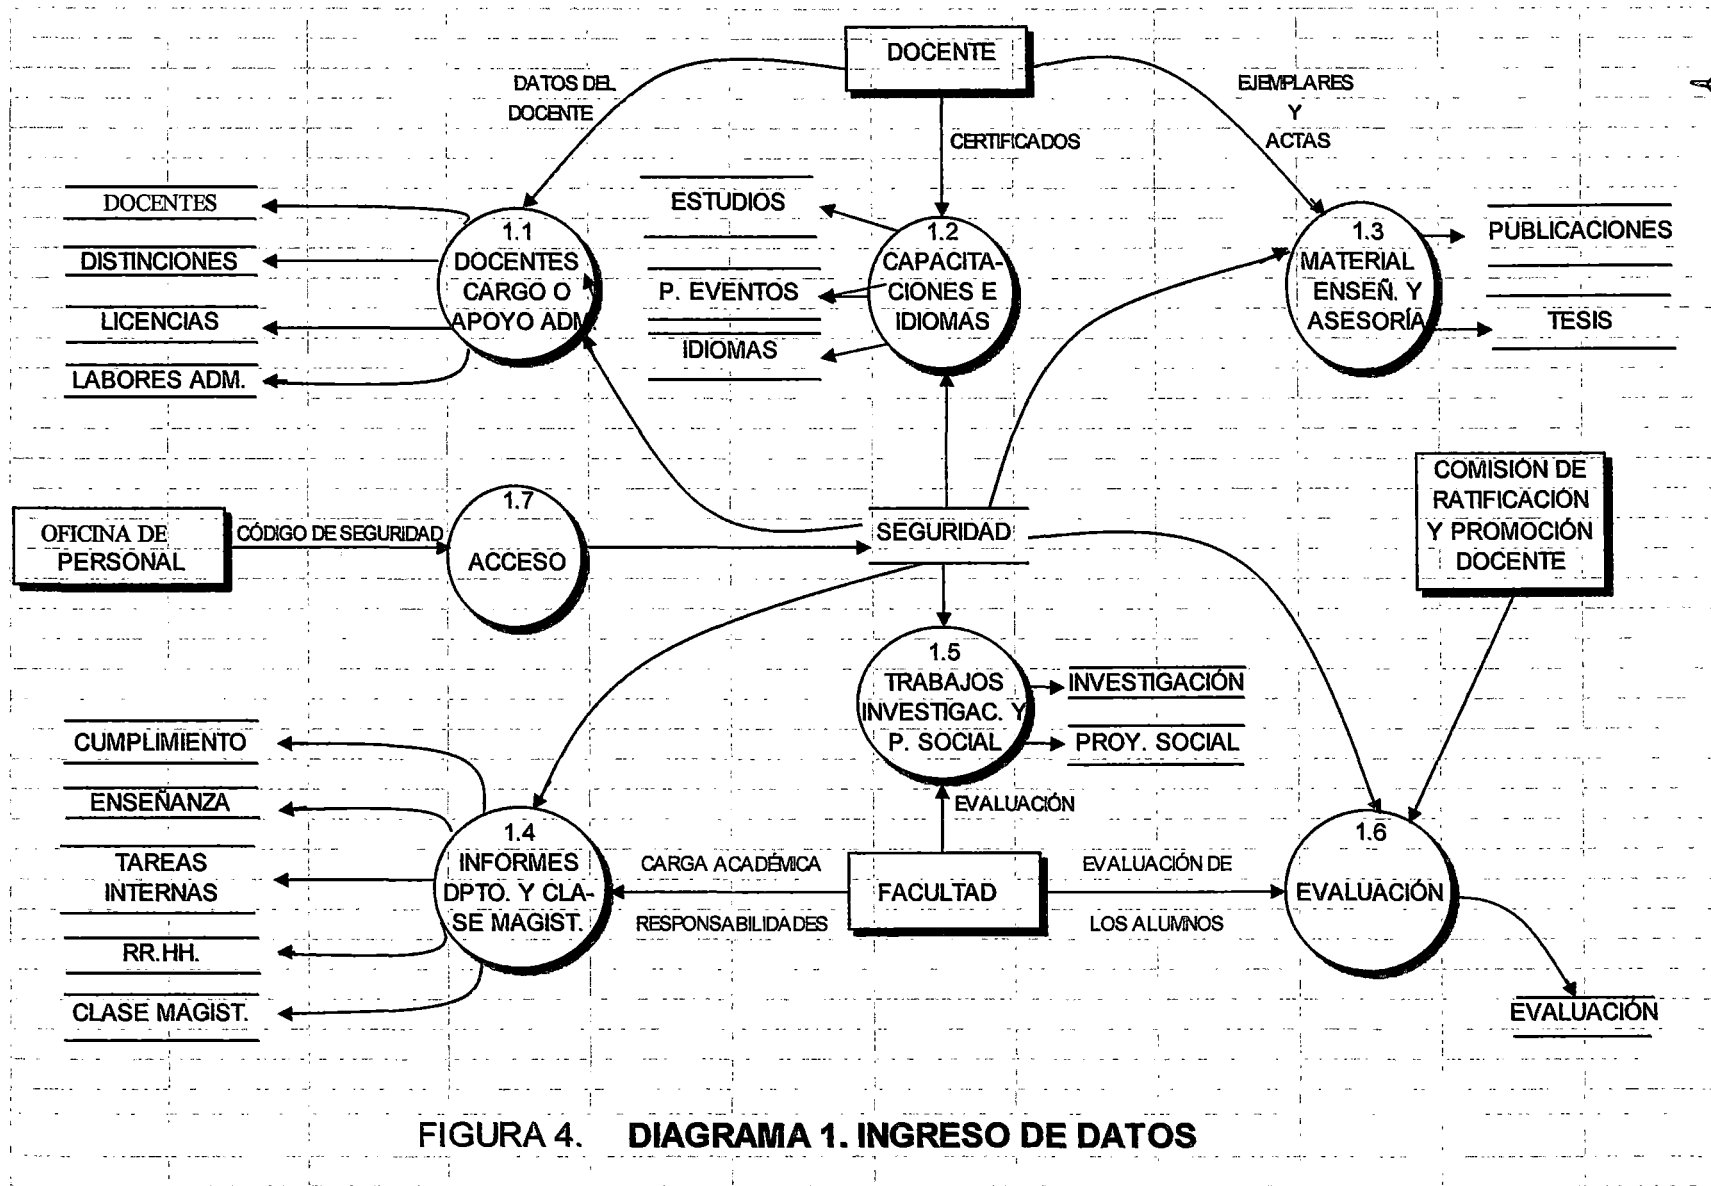 DOCENTE
DATOS DEL
DOCENTE
EJEMPLARES
Y
ACTAS
CERTIFICADOS
DOCENTES
DISTINCIONES
LICENCIAS
LABORES ADM.
1.1
DOCENTES
CARGO O
APOYO ADM.
ESTUDIOS
P. EVENTOS
IDIOMAS
1.2
CAPACITA-
CIONES E
IDIOMAS
1.3
MATERIAL
ENSEÑ. Y
ASESORÍA
PUBLICACIONES
TESIS
OFICINA DE
PERSONAL
CÓDIGO DE SEGURIDAD
1.7
ACCESO
SEGURIDAD
COMISIÓN DE
RATIFICACIÓN
Y PROMOCIÓN
DOCENTE
1.5
TRABAJOS
INVESTIGAC. Y
P. SOCIAL
INVESTIGACIÓN
PROY. SOCIAL
EVALUACIÓN
CUMPLIMIENTO
ENSEÑANZA
TAREAS
INTERNAS
RR.HH.
CLASE MAGIST.
1.4
INFORMES
DPTO. Y CLA-
SE MAGIST.
CARGA ACADÉMICA
RESPONSABILIDADES
FACULTAD
EVALUACIÓN DE
LOS ALUMNOS
1.6
EVALUACIÓN
EVALUACIÓN
FIGURA 4. DIAGRAMA 1. INGRESO DE DATOS